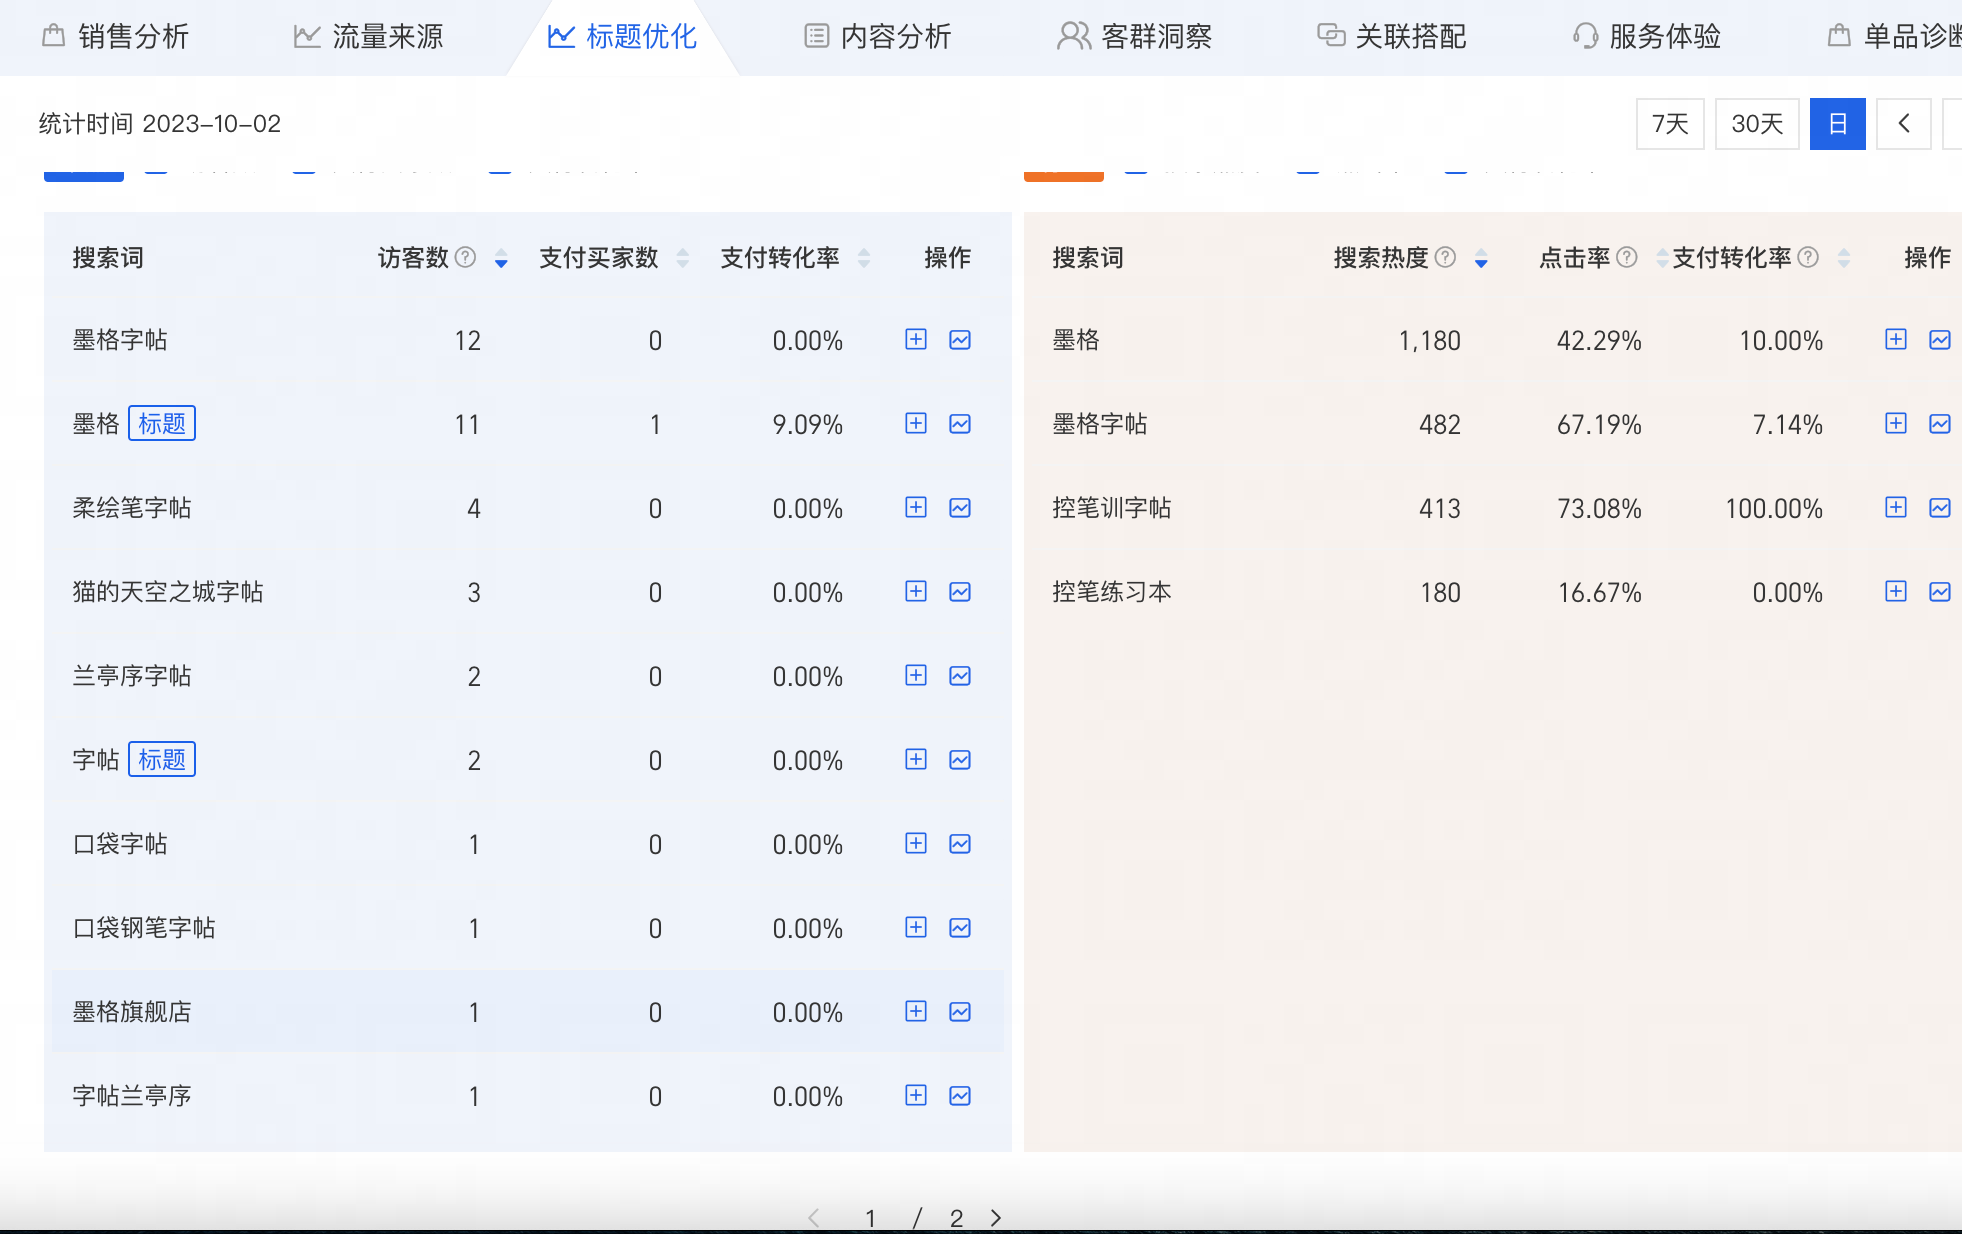 销售分析 流量来源 标题优化 内容分析 客群洞察 关联搭配 服务体验 单品诊断
统计时间 2023-10-02 7天 30天 日
搜索词 访客数 支付买家数 支付转化率 操作
墨格字帖 12 0 0.00%
墨格 标题 11 1 9.09%
柔绘笔字帖 4 0 0.00%
猫的天空之城字帖 3 0 0.00%
兰亭序字帖 2 0 0.00%
字帖 标题 2 0 0.00%
口袋字帖 1 0 0.00%
口袋钢笔字帖 1 0 0.00%
墨格旗舰店 1 0 0.00%
字帖兰亭序 1 0 0.00%
搜索词 搜索热度 点击率 支付转化率 操作
墨格 1,180 42.29% 10.00%
墨格字帖 482 67.19% 7.14%
控笔训字帖 413 73.08% 100.00%
控笔练习本 180 16.67% 0.00%
1 / 2